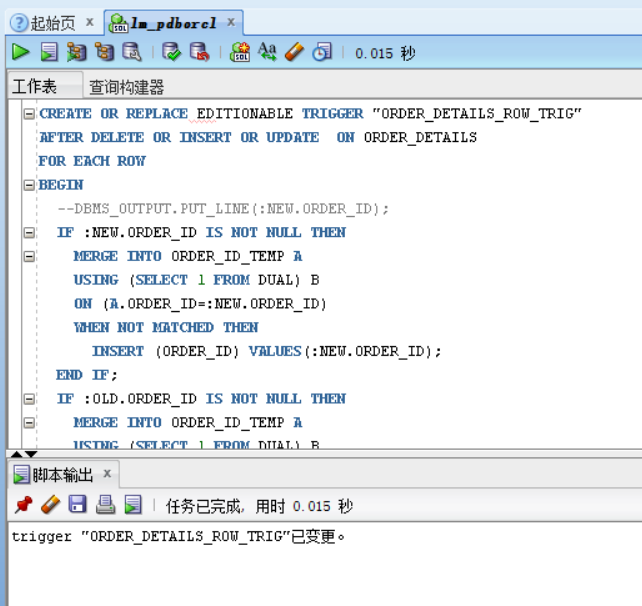 起始页 × lm_pdborcl ×
0.015 秒
工作表 查询构建器
CREATE OR REPLACE EDITIONABLE TRIGGER "ORDER_DETAILS_ROW_TRIG"
AFTER DELETE OR INSERT OR UPDATE  ON ORDER_DETAILS
FOR EACH ROW
BEGIN
  --DBMS_OUTPUT.PUT_LINE(:NEW.ORDER_ID);
  IF :NEW.ORDER_ID IS NOT NULL THEN
    MERGE INTO ORDER_ID_TEMP A
    USING (SELECT 1 FROM DUAL) B
    ON (A.ORDER_ID=:NEW.ORDER_ID)
    WHEN NOT MATCHED THEN
      INSERT (ORDER_ID) VALUES(:NEW.ORDER_ID);
  END IF;
  IF :OLD.ORDER_ID IS NOT NULL THEN
    MERGE INTO ORDER_ID_TEMP A
    USING (SELECT 1 FROM DUAL) B
脚本输出 ×
任务已完成, 用时 0.015 秒
trigger "ORDER_DETAILS_ROW_TRIG"已变更。